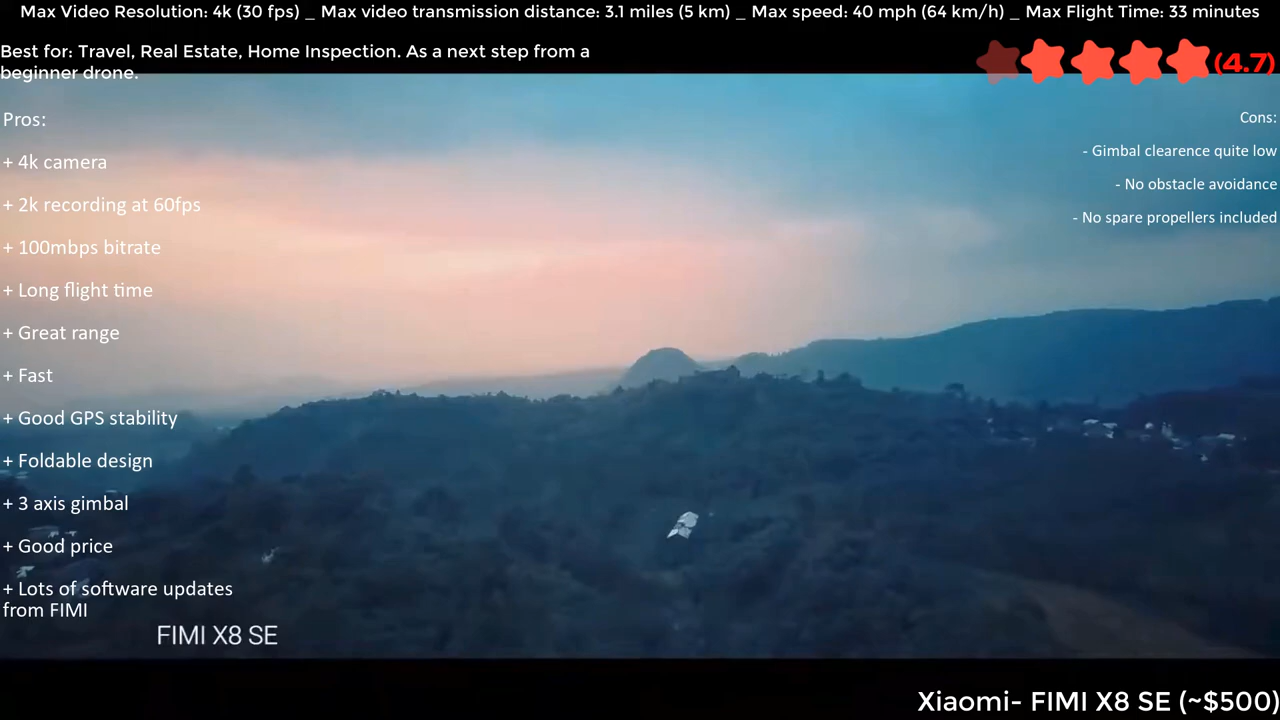 Max Video Resolution: 4k (30 fps) _ Max video transmission distance: 3.1 miles (5 km) _ Max speed: 40 mph (64 km/h) _ Max Flight Time: 33 minutes
Best for: Travel, Real Estate, Home Inspection. As a next step from a
beginner drone.
(4.7)
Pros:
+ 4k camera
+ 2k recording at 60fps
+ 100mbps bitrate
+ Long flight time
+ Great range
+ Fast
+ Good GPS stability
+ Foldable design
+ 3 axis gimbal
+ Good price
+ Lots of software updates
from FIMI
Cons:
- Gimbal clearence quite low
- No obstacle avoidance
- No spare propellers included
FIMI X8 SE
Xiaomi- FIMI X8 SE (~$500)